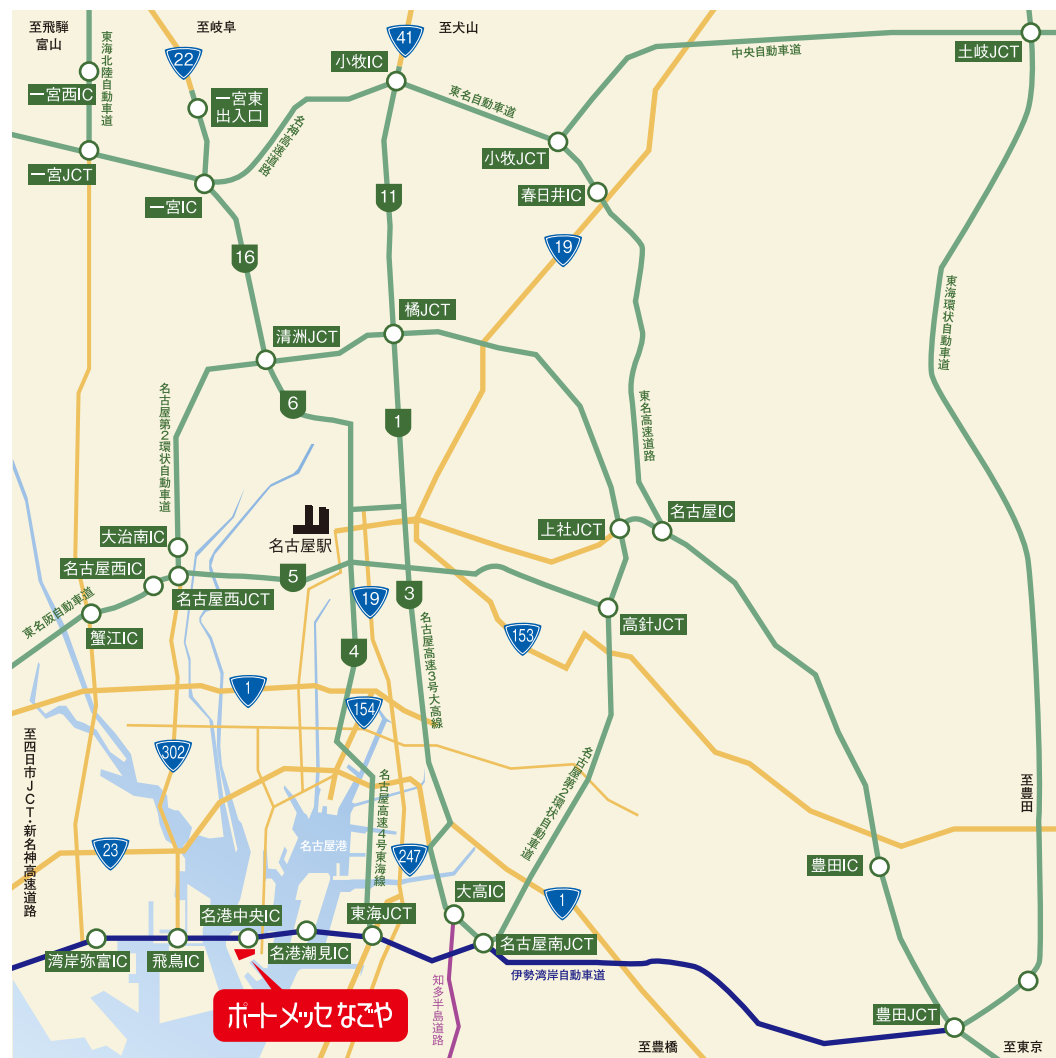 至飛騨
富山
至岐阜
至犬山
41
22
小牧IC
中央自動車道
土岐JCT
東海北陸自動車道
一宮西IC
一宮東
出入口
東名自動車道
名神高速道路
小牧JCT
一宮JCT
春日井IC
一宮IC
11
19
16
東海環状自動車道
橘JCT
清洲JCT
名古屋第2環状自動車道
6
1
東名高速道路
名古屋駅
大治南IC
上社JCT
名古屋IC
名古屋西IC
5
名古屋西JCT
19
3
東名阪自動車道
蟹江IC
高針JCT
153
名古屋高速3号大高線
4
1
154
302
至四日市JCT・新名神高速道路
名古屋第2環状自動車道
至豊田
名古屋高速4号東海線
名古屋港
23
247
豊田IC
大高IC
1
名港中央IC
東海JCT
名古屋南JCT
湾岸弥富IC
飛鳥IC
名港潮見IC
伊勢湾岸自動車道
知多半島道路
ポートメッセなごや
豊田JCT
至豊橋
至東京